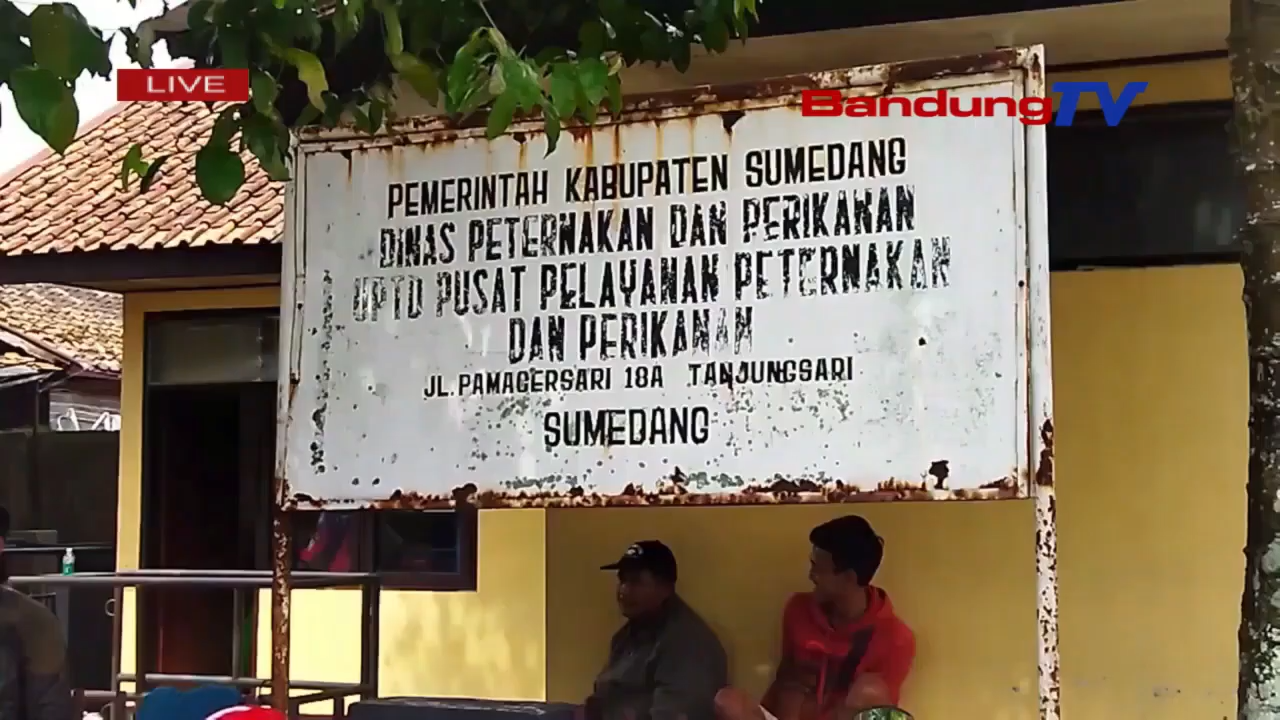 LIVE
BandungTV
PEMERINTAH KABUPATEN SUMEDANG
DINAS PETERNAKAN DAN PERIKANAN
UPTD PUSAT PELAYANAN PETERNAKAN
DAN PERIKANAN
JL. PAMAGERSARI 18A TANJUNGSARI
SUMEDANG